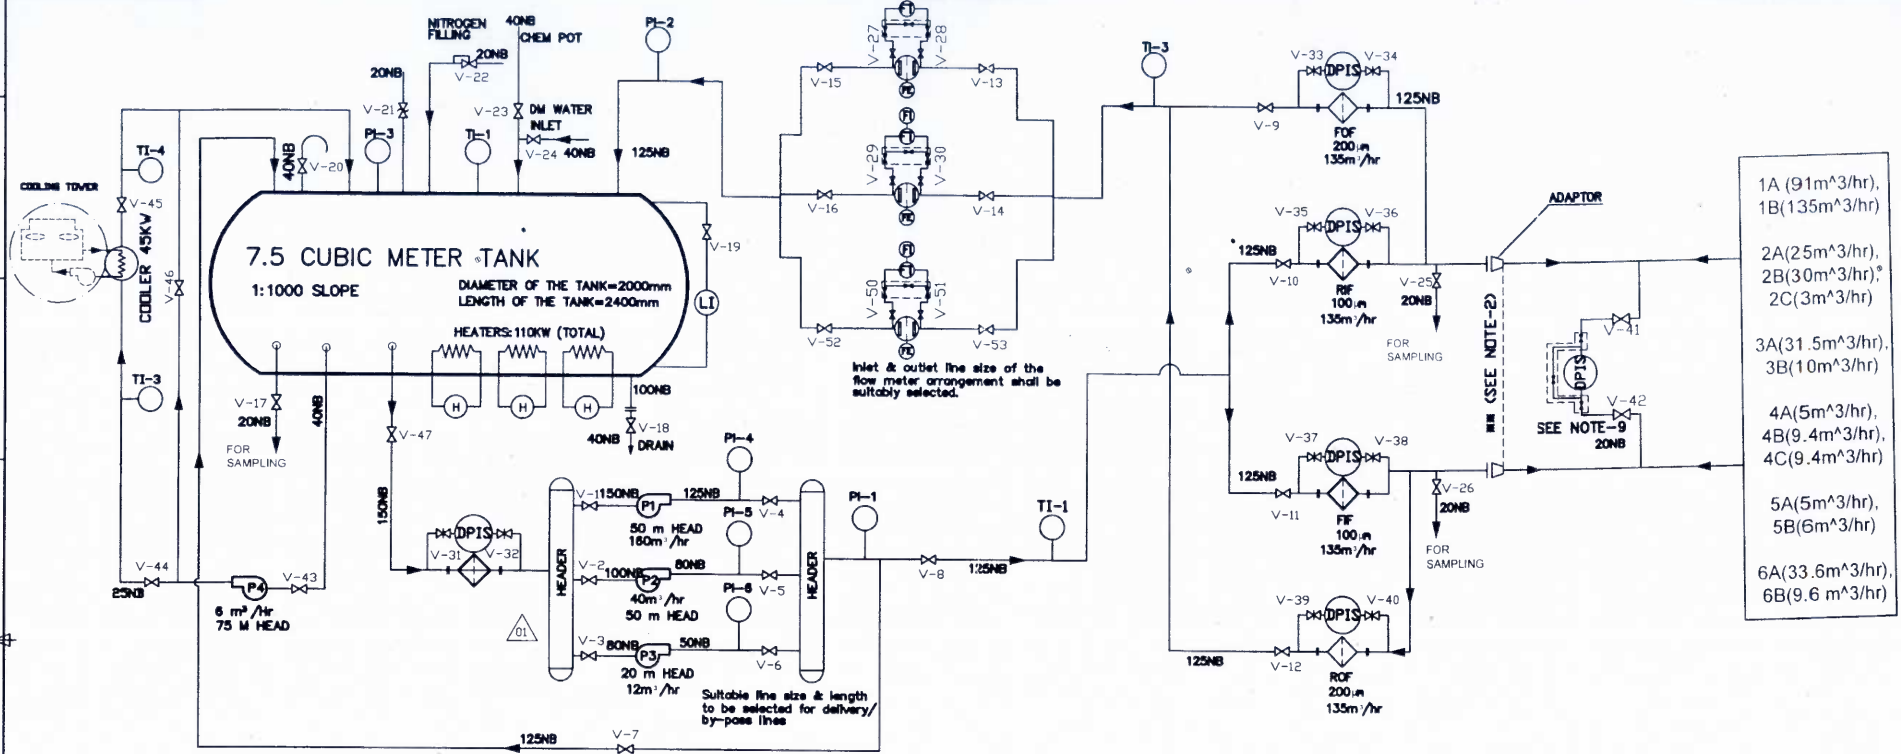 NITROGEN
FILLING
40NB
CHEM POT
20NB
V-22
20NB
V-21
V-23
DM WATER
INLET
V-24
40NB
PI-3
TI-1
PI-2
125NB
40NB
V-20
TI-4
COOLING TOWER
V-45
COOLER 45KW
V-46
TI-3
7.5 CUBIC METER TANK
1:1000 SLOPE
DIAMETER OF THE TANK=2000mm
LENGTH OF THE TANK=2400mm
HEATERS:110KW (TOTAL)
H
H
H
LI
V-19
V-17
20NB
FOR
SAMPLING
40NB
V-47
100NB
V-18
40NB
DRAIN
150NB
V-44
25NB
P4
V-43
6 m³/Hr
75 M HEAD
DPIS
V-31
V-32
01
HEADER
V-1
150NB
P1
125NB
PI-4
V-4
50 m HEAD
160m³/hr
V-2
100NB
P2
80NB
PI-5
V-5
40m³/hr
50 m HEAD
V-3
80NB
P3
50NB
PI-6
V-6
20 m HEAD
12m³/hr
HEADER
Suitable line size & length
to be selected for delivery/
by-pass lines
125NB
V-7
PI-1
V-8
125NB
TI-1
FI
V-27
V-28
V-15
V-13
FE
FI
V-29
V-30
V-16
V-14
FE
FI
V-50
V-51
V-52
V-53
FE
Inlet & outlet line size of the
flow meter arrangement shall be
suitably selected.
TI-3
V-9
V-33
DPIS
V-34
125NB
FOF
200µm
135m³/hr
V-35
DPIS
V-36
125NB
V-10
RIF
100µm
135m³/hr
V-25
20NB
FOR
SAMPLING
ADAPTOR
** (SEE NOTE-2)
V-41
DPIS
V-42
SEE NOTE-9
20NB
V-37
DPIS
V-38
125NB
V-11
FIF
100µm
135m³/hr
V-26
20NB
FOR
SAMPLING
V-39
DPIS
V-40
125NB
V-12
ROF
200µm
135m³/hr
1A (91m^3/hr),
1B(135m^3/hr)
2A(25m^3/hr),
2B(30m^3/hr),
2C(3m^3/hr)
3A(31.5m^3/hr),
3B(10m^3/hr)
4A(5m^3/hr),
4B(9.4m^3/hr),
4C(9.4m^3/hr)
5A(5m^3/hr),
5B(6m^3/hr)
6A(33.6m^3/hr),
6B(9.6 m^3/hr)